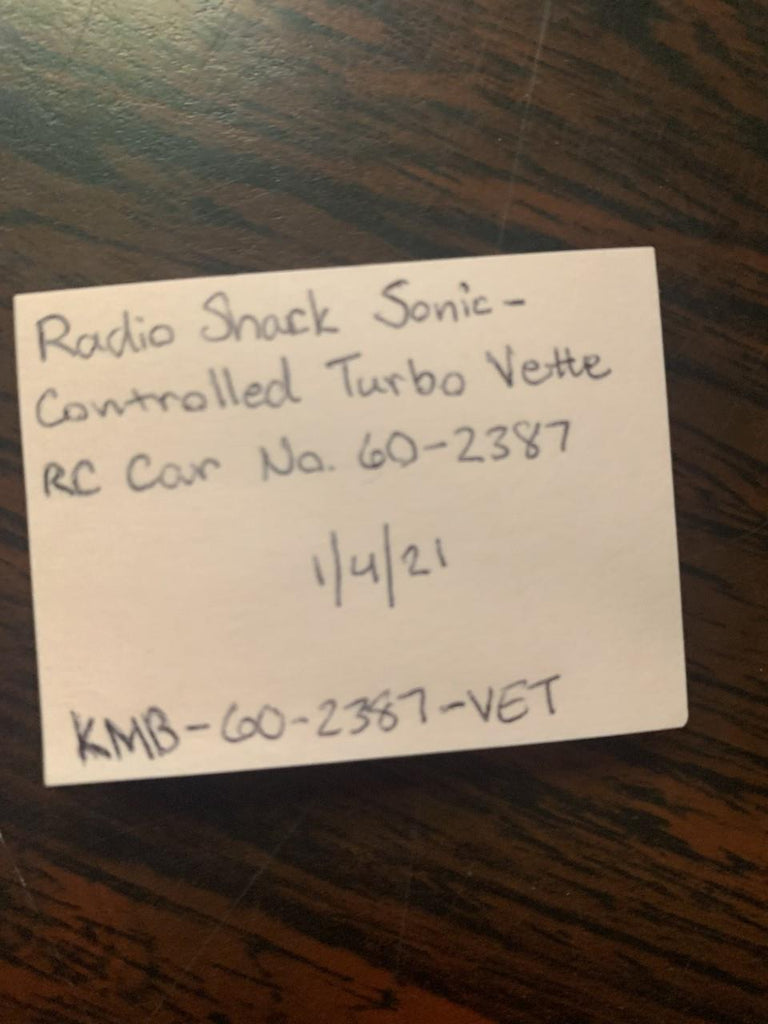 Radio Shack Sonic-
Controlled Turbo Vette
RC Car No. 60-2387
1/4/21
KMB-60-2387-VET